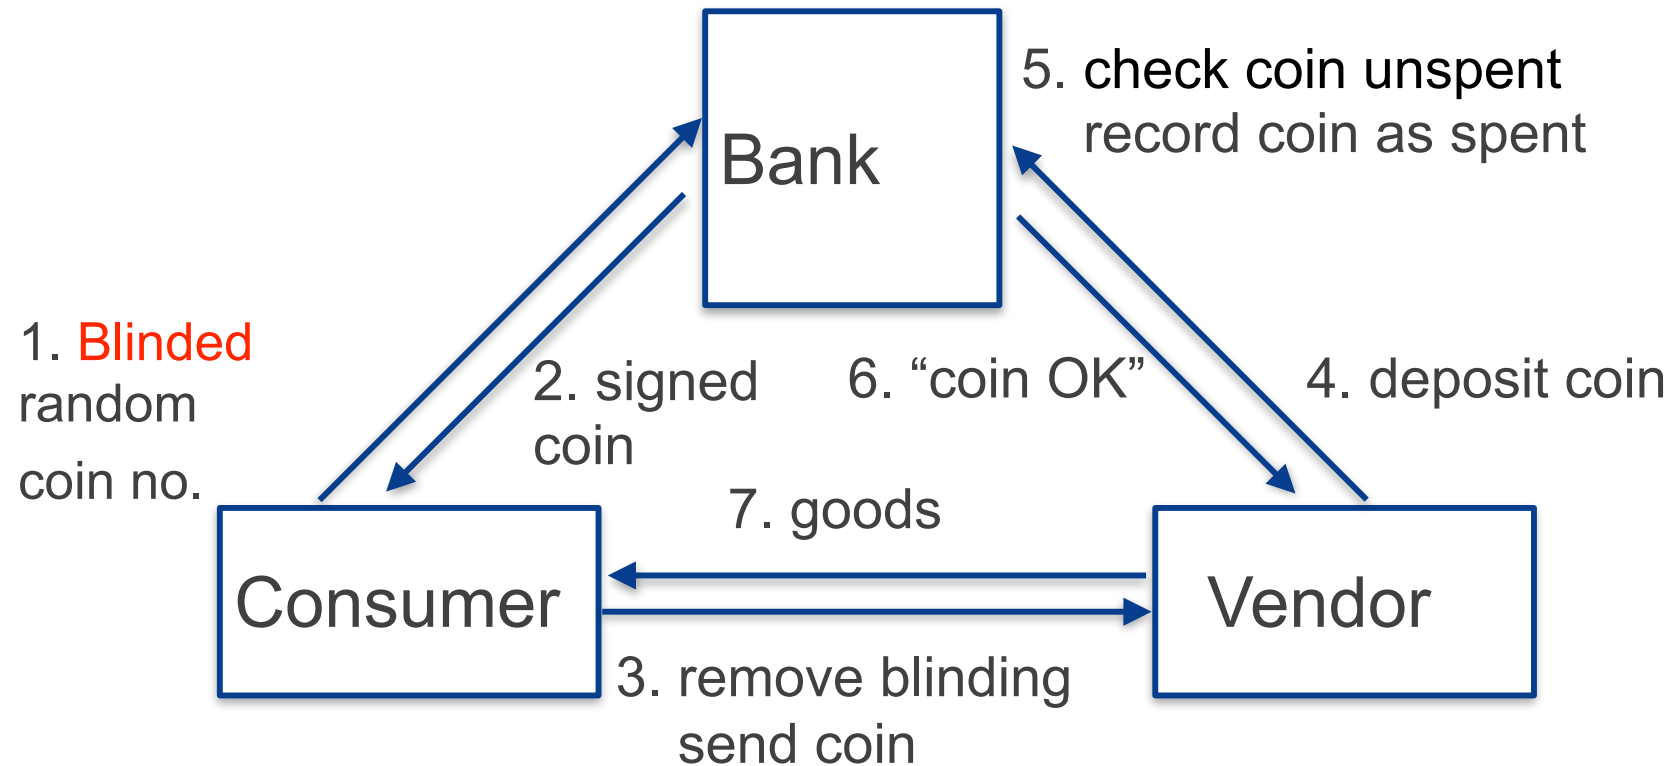 Bank
5. check coin unspent
record coin as spent
1. Blinded
random
coin no.
2. signed
coin
6. “coin OK”
4. deposit coin
7. goods
Consumer
Vendor
3. remove blinding
send coin